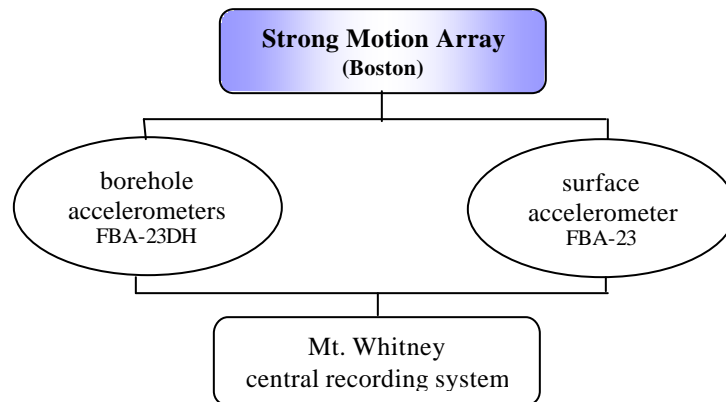 Strong Motion Array
(Boston)
borehole
accelerometers
FBA-23DH
surface
accelerometer
FBA-23
Mt. Whitney
central recording system